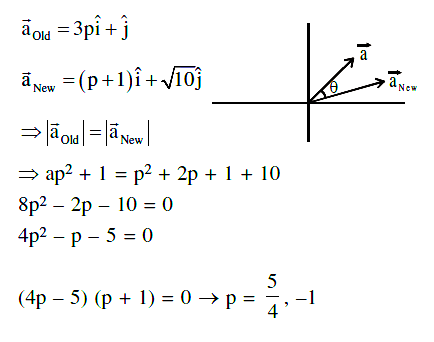 a⃗ Old = 3pî + ĵ
a⃗ New = (p + 1)î + √10ĵ
a⃗
θ
a⃗ New
⇒ |a⃗ Old| = |a⃗ New|
⇒ ap² + 1 = p² + 2p + 1 + 10
8p² – 2p – 10 = 0
4p² – p – 5 = 0
(4p – 5) (p + 1) = 0 → p = 5/4 , –1